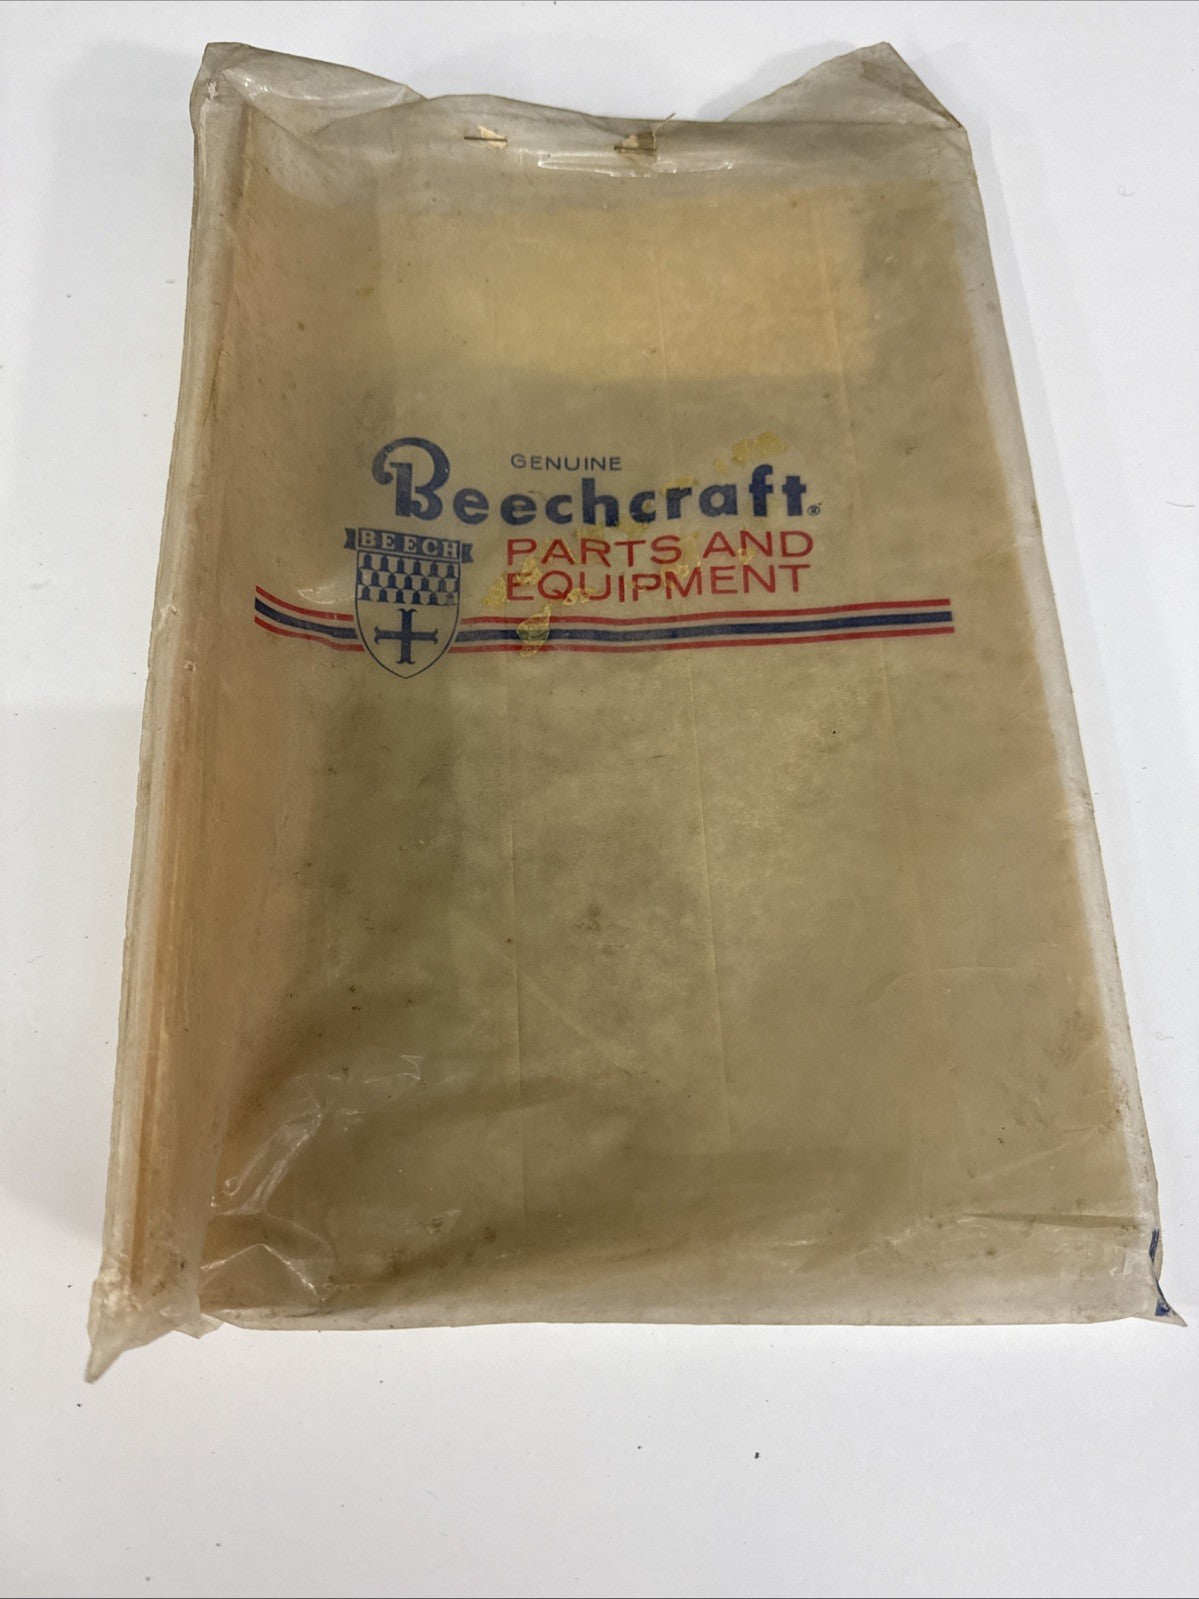 GENUINE
Beechcraft®
BEECH
PARTS AND
EQUIPMENT